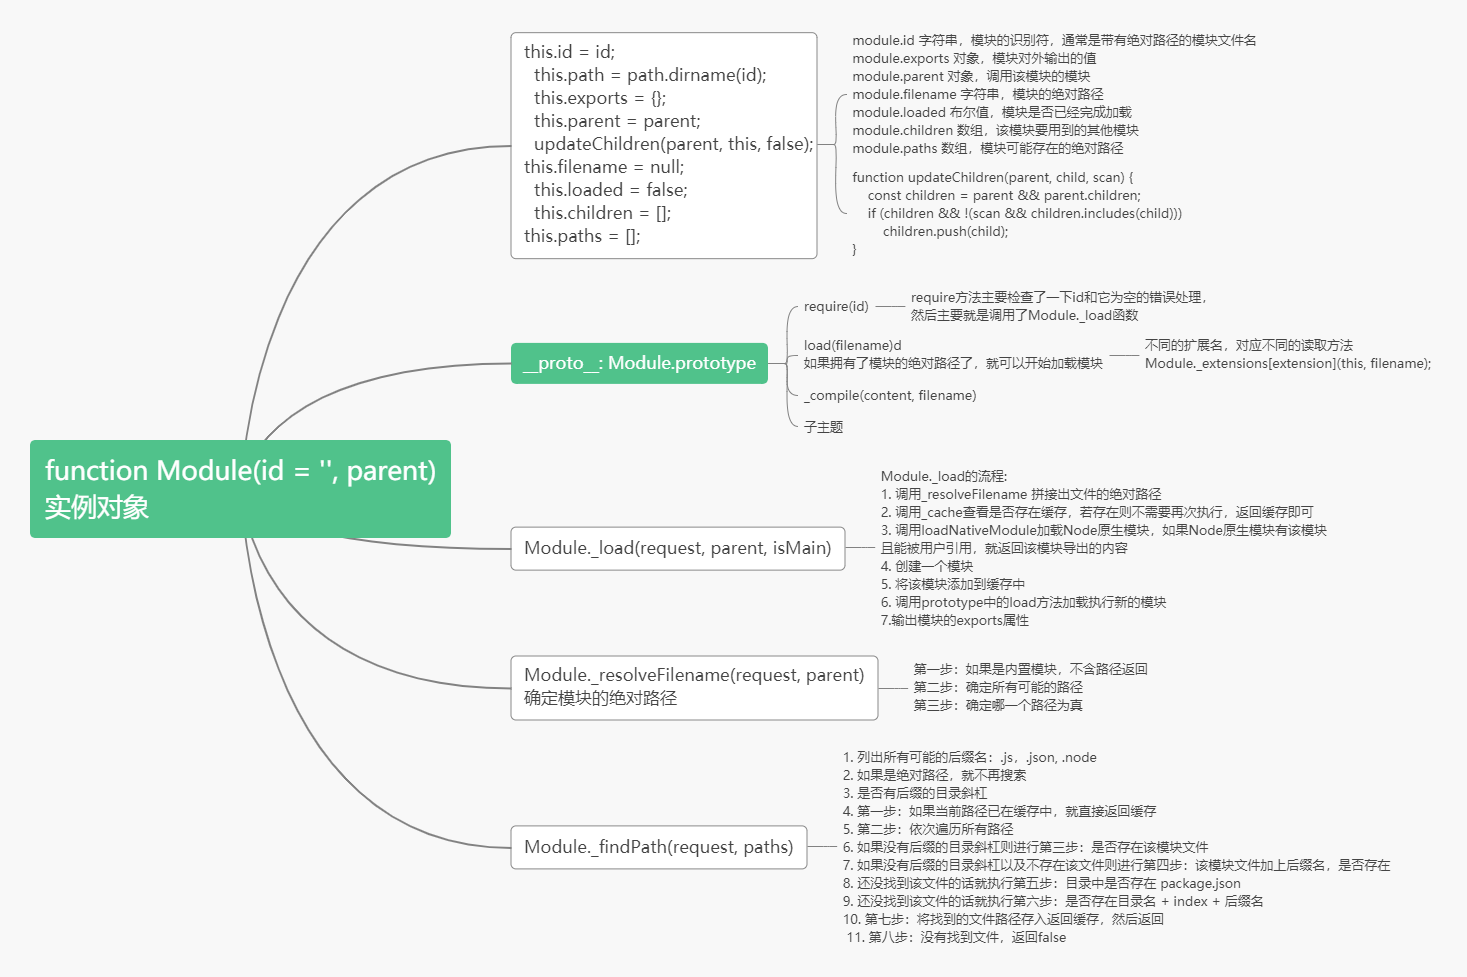 function Module(id = '', parent)
实例对象
this.id = id;
this.path = path.dirname(id);
this.exports = {};
this.parent = parent;
updateChildren(parent, this, false);
this.filename = null;
this.loaded = false;
this.children = [];
this.paths = [];
module.id 字符串，模块的识别符，通常是带有绝对路径的模块文件名
module.exports 对象，模块对外输出的值
module.parent 对象，调用该模块的模块
module.filename 字符串，模块的绝对路径
module.loaded 布尔值，模块是否已经完成加载
module.children 数组，该模块要用到的其他模块
module.paths 数组，模块可能存在的绝对路径
function updateChildren(parent, child, scan) {
const children = parent && parent.children;
if (children && !(scan && children.includes(child)))
children.push(child);
}
__proto__: Module.prototype
require(id)
require方法主要检查了一下id和它为空的错误处理，
然后主要就是调用了Module._load函数
load(filename)d
如果拥有了模块的绝对路径了，就可以开始加载模块
不同的扩展名，对应不同的读取方法
Module._extensions[extension](this, filename);
_compile(content, filename)
子主题
Module._load(request, parent, isMain)
Module._load的流程:
1. 调用_resolveFilename 拼接出文件的绝对路径
2. 调用_cache查看是否存在缓存，若存在则不需要再次执行，返回缓存即可
3. 调用loadNativeModule加载Node原生模块，如果Node原生模块有该模块
且能被用户引用，就返回该模块导出的内容
4. 创建一个模块
5. 将该模块添加到缓存中
6. 调用prototype中的load方法加载执行新的模块
7.输出模块的exports属性
Module._resolveFilename(request, parent)
确定模块的绝对路径
第一步：如果是内置模块，不含路径返回
第二步：确定所有可能的路径
第三步：确定哪一个路径为真
Module._findPath(request, paths)
1. 列出所有可能的后缀名：.js，.json, .node
2. 如果是绝对路径，就不再搜索
3. 是否有后缀的目录斜杠
4. 第一步：如果当前路径已在缓存中，就直接返回缓存
5. 第二步：依次遍历所有路径
6. 如果没有后缀的目录斜杠则进行第三步：是否存在该模块文件
7. 如果没有后缀的目录斜杠以及不存在该文件则进行第四步：该模块文件加上后缀名，是否存在
8. 还没找到该文件的话就执行第五步：目录中是否存在 package.json
9. 还没找到该文件的话就执行第六步：是否存在目录名 + index + 后缀名
10. 第七步：将找到的文件路径存入返回缓存，然后返回
11. 第八步：没有找到文件，返回false